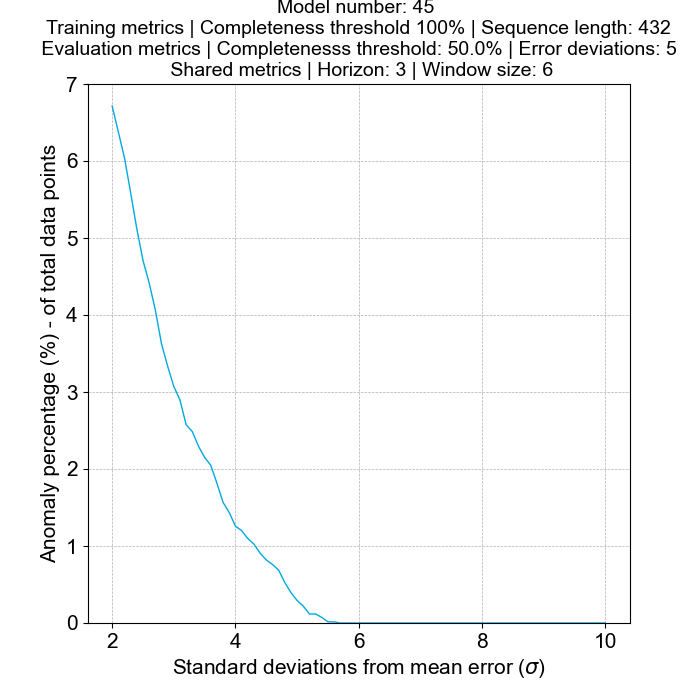 Model number: 45
Training metrics | Completeness threshold 100% | Sequence length: 432
Evaluation metrics | Completenesss threshold: 50.0% | Error deviations: 5
Shared metrics | Horizon: 3 | Window size: 6
7
6
5
4
3
2
1
0
Anomaly percentage (%) - of total data points
2 4 6 8 10
Standard deviations from mean error (σ)